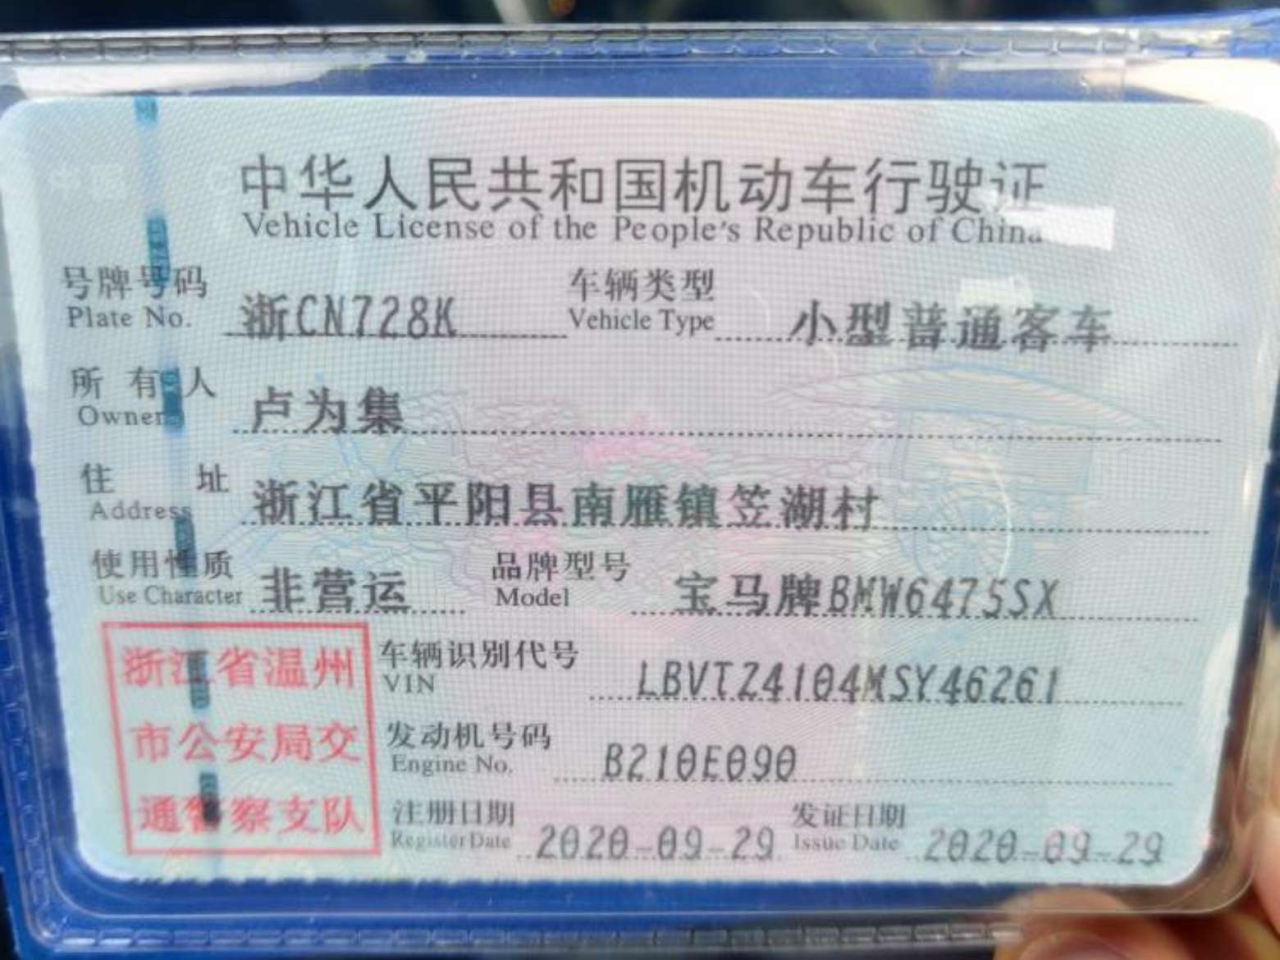 中华人民共和国机动车行驶证
Vehicle License of the People's Republic of China
号牌号码 浙CN728K 车辆类型 小型普通客车
Plate No. Vehicle Type
所有人 卢为集
Owner
住址 浙江省平阳县南雁镇笠湖村
Address
使用性质 非营运 品牌型号 宝马牌BMW6475SX
Use Character Model
浙江省温州
市公安局交
通警察支队
车辆识别代号 LBVTZ4104MSY46261
VIN
发动机号码 B210E090
Engine No.
注册日期 2020-09-29 发证日期 2020-09-29
Register Date Issue Date